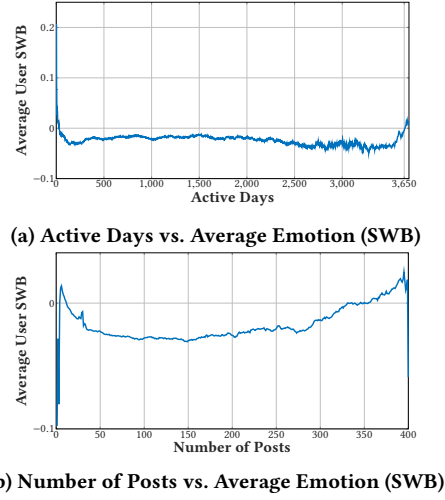 0.2
0.1
0
−0.1
Average User SWB
0 500 1,000 1,500 2,000 2,500 3,000 3,650
Active Days
(a) Active Days vs. Average Emotion (SWB)
0
−0.1
Average User SWB
0 50 100 150 200 250 300 350 400
Number of Posts
) Number of Posts vs. Average Emotion (SWB)